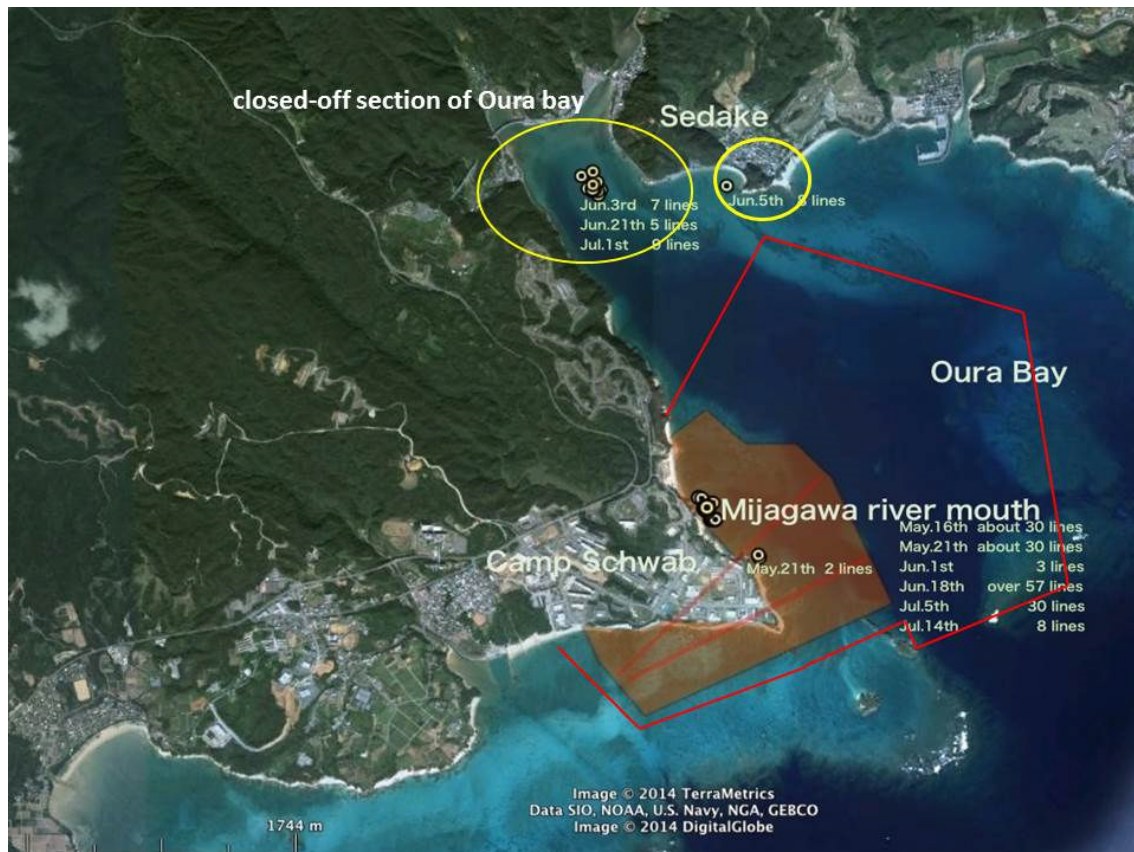 closed-off section of Oura bay
Sedake
Jun.3rd 7 lines
Jun.21th 5 lines
Jul.1st 9 lines
Jun.5th 8 lines
Oura Bay
Mijagawa river mouth
May.16th about 30 lines
May.21th about 30 lines
Jun.1st 3 lines
Jun.18th over 57 lines
Jul.5th 30 lines
Jul.14th 8 lines
Camp Schwab
May.21th 2 lines
Image © 2014 TerraMetrics
Data SIO, NOAA, U.S. Navy, NGA, GEBCO
Image © 2014 DigitalGlobe
1744 m